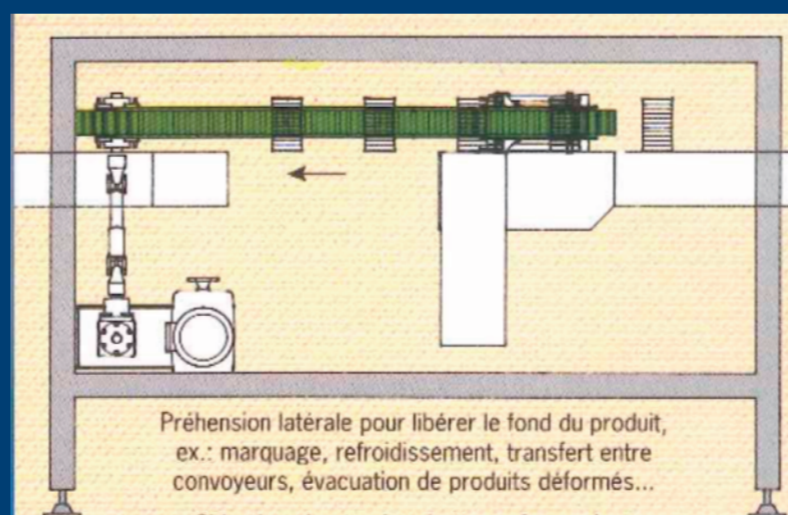 Préhension latérale pour libérer le fond du produit,
ex.: marquage, refroidissement, transfert entre
convoyeurs, évacuation de produits déformés...